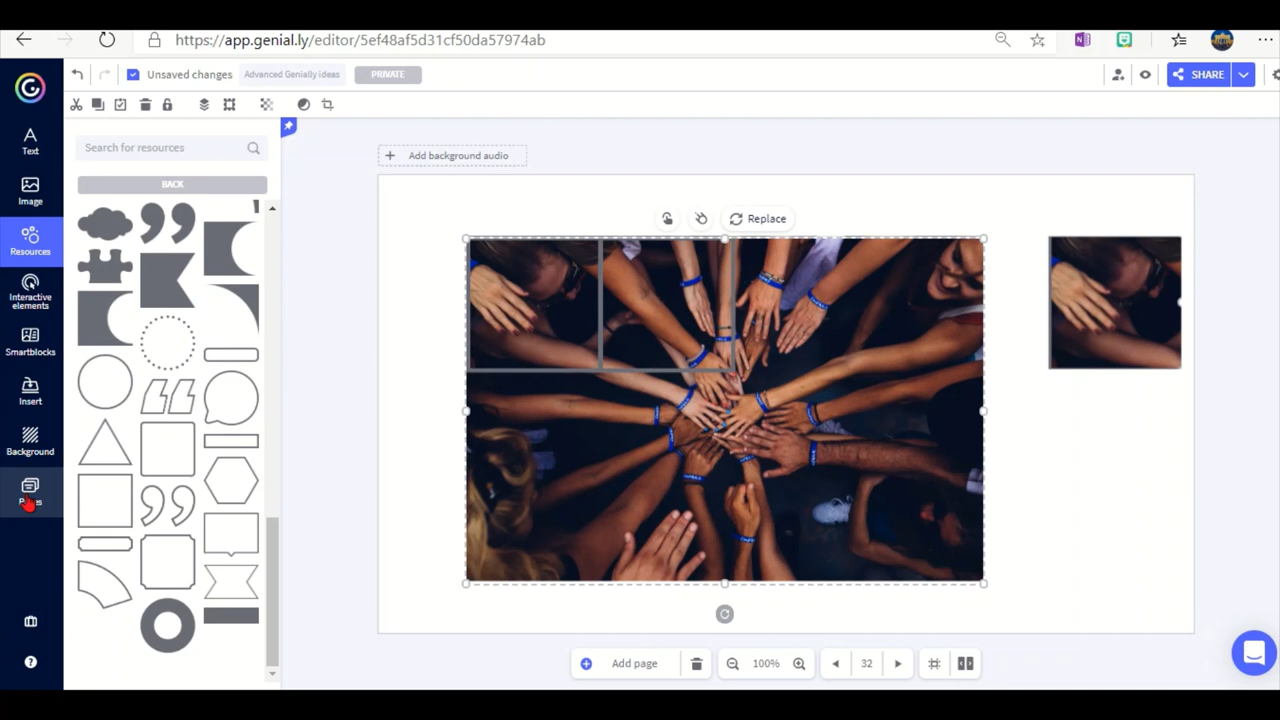 https://app.genial.ly/editor/5ef48af5d31cf50da57974ab
Unsaved changes
Advanced Genially ideas
PRIVATE
SHARE
Text
Image
Resources
Interactive elements
Smartblocks
Insert
Background
Search for resources
BACK
Add background audio
Replace
Add page
100%
32